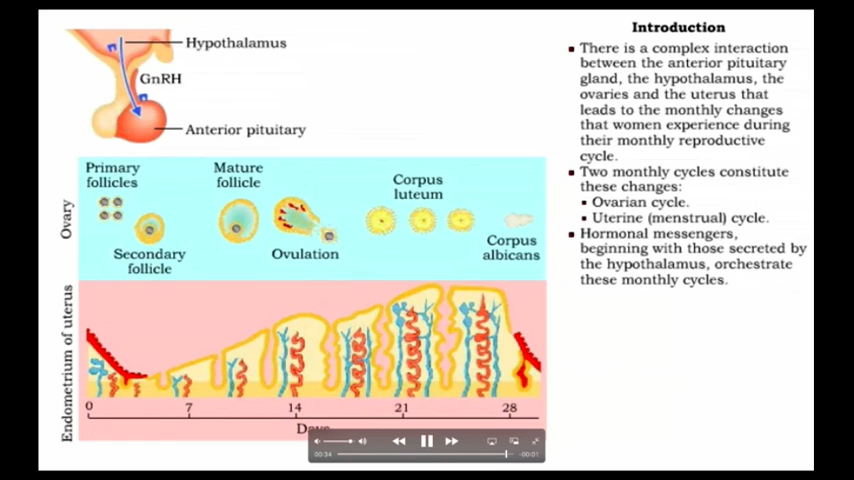 Hypothalamus
GnRH
Anterior pituitary
Ovary
Primary
follicles
Secondary
follicle
Mature
follicle
Ovulation
Corpus
luteum
Corpus
albicans
Endometrium of uterus
0 7 14 21 28
00:34 -00:01
Introduction
There is a complex interaction
between the anterior pituitary
gland, the hypothalamus, the
ovaries and the uterus that
leads to the monthly changes
that women experience during
their monthly reproductive
cycle.
Two monthly cycles constitute
these changes:
Ovarian cycle.
Uterine (menstrual) cycle.
Hormonal messengers,
beginning with those secreted by
the hypothalamus, orchestrate
these monthly cycles.